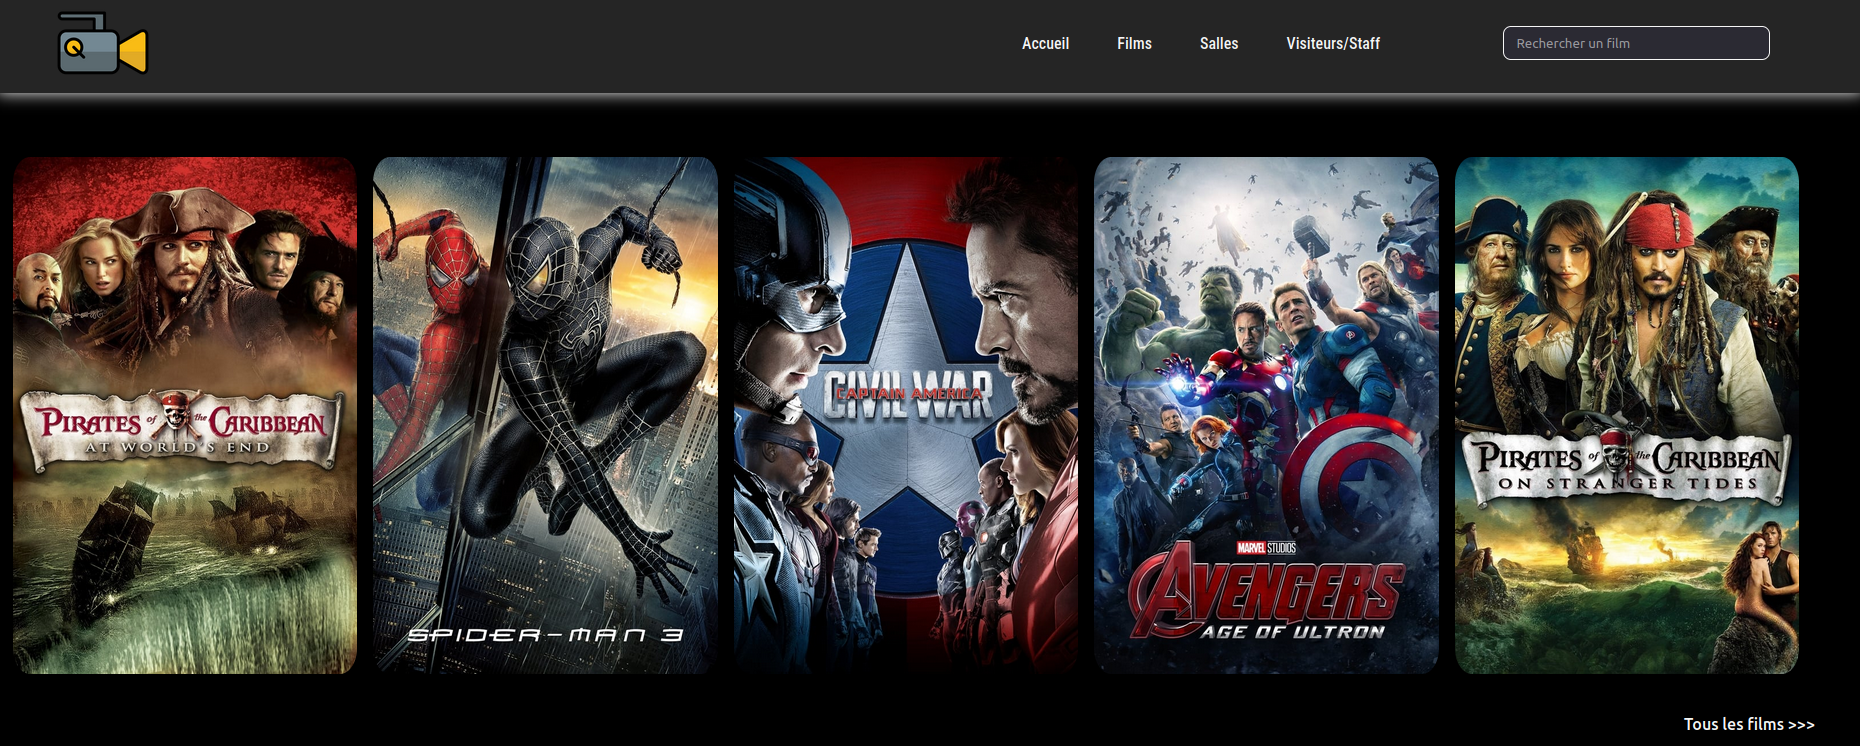 Accueil Films Salles Visiteurs/Staff Rechercher un film
PIRATES of the CARIBBEAN
AT WORLD'S END
SPIDER-MAN 3
CIVIL WAR
CAPTAIN AMERICA
MARVEL STUDIOS
AVENGERS
AGE OF ULTRON
PIRATES of the CARIBBEAN
ON STRANGER TIDES
Tous les films >>>